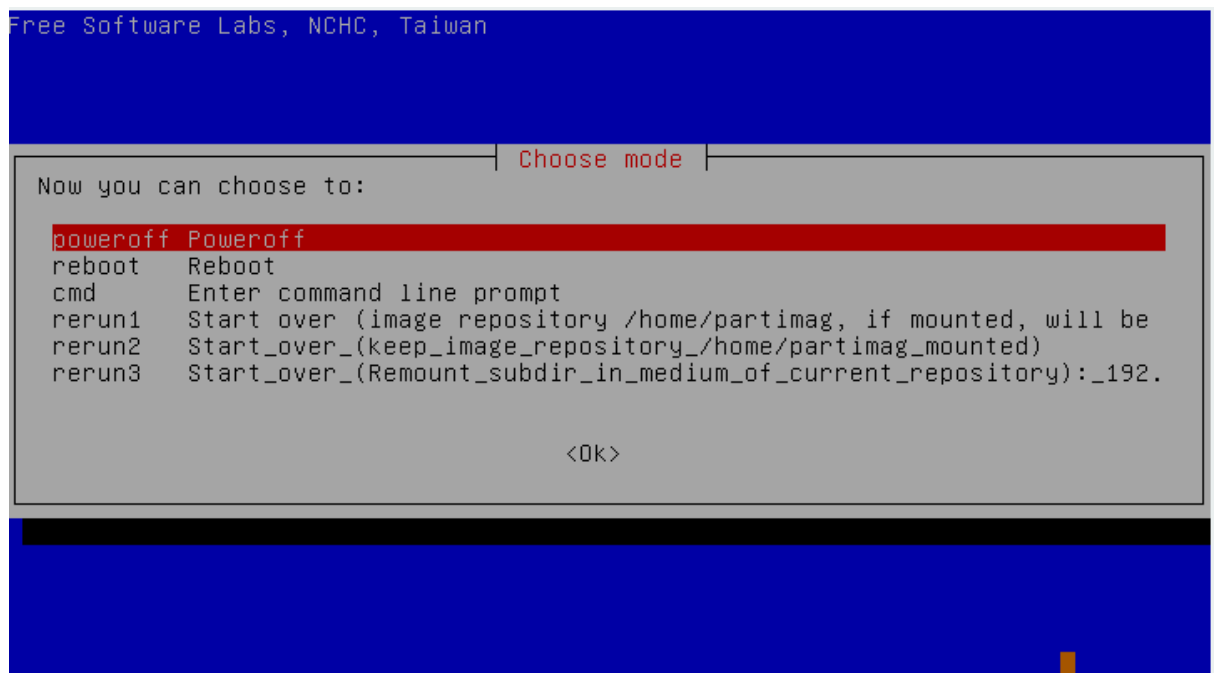 Free Software Labs, NCHC, Taiwan
Choose mode
Now you can choose to:
poweroff Poweroff
reboot Reboot
cmd Enter command line prompt
rerun1 Start over (image repository /home/partimag, if mounted, will be
rerun2 Start_over_(keep_image_repository_/home/partimag_mounted)
rerun3 Start_over_(Remount_subdir_in_medium_of_current_repository):_192.
<Ok>